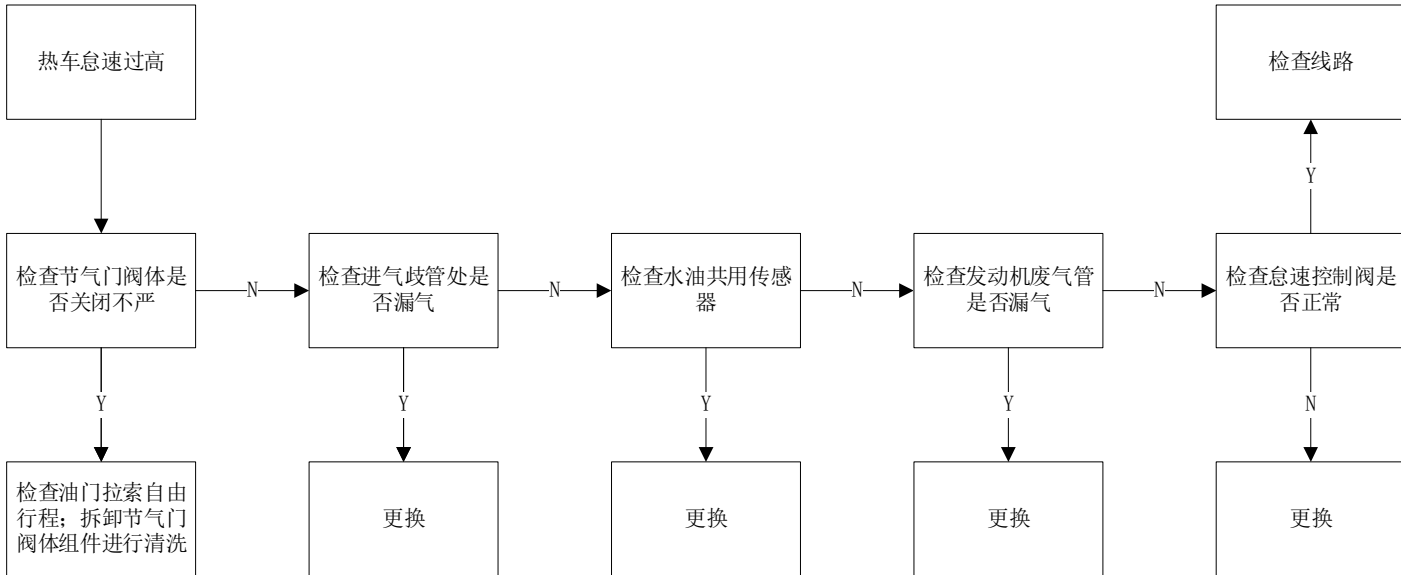 热车怠速过高
检查线路
Y
检查节气门阀体是
否关闭不严
N
检查进气歧管处是
否漏气
N
检查水油共用传感
器
N
检查发动机废气管
是否漏气
N
检查怠速控制阀是
否正常
Y
Y
Y
Y
N
检查油门拉索自由
行程；拆卸节气门
阀体组件进行清洗
更换
更换
更换
更换